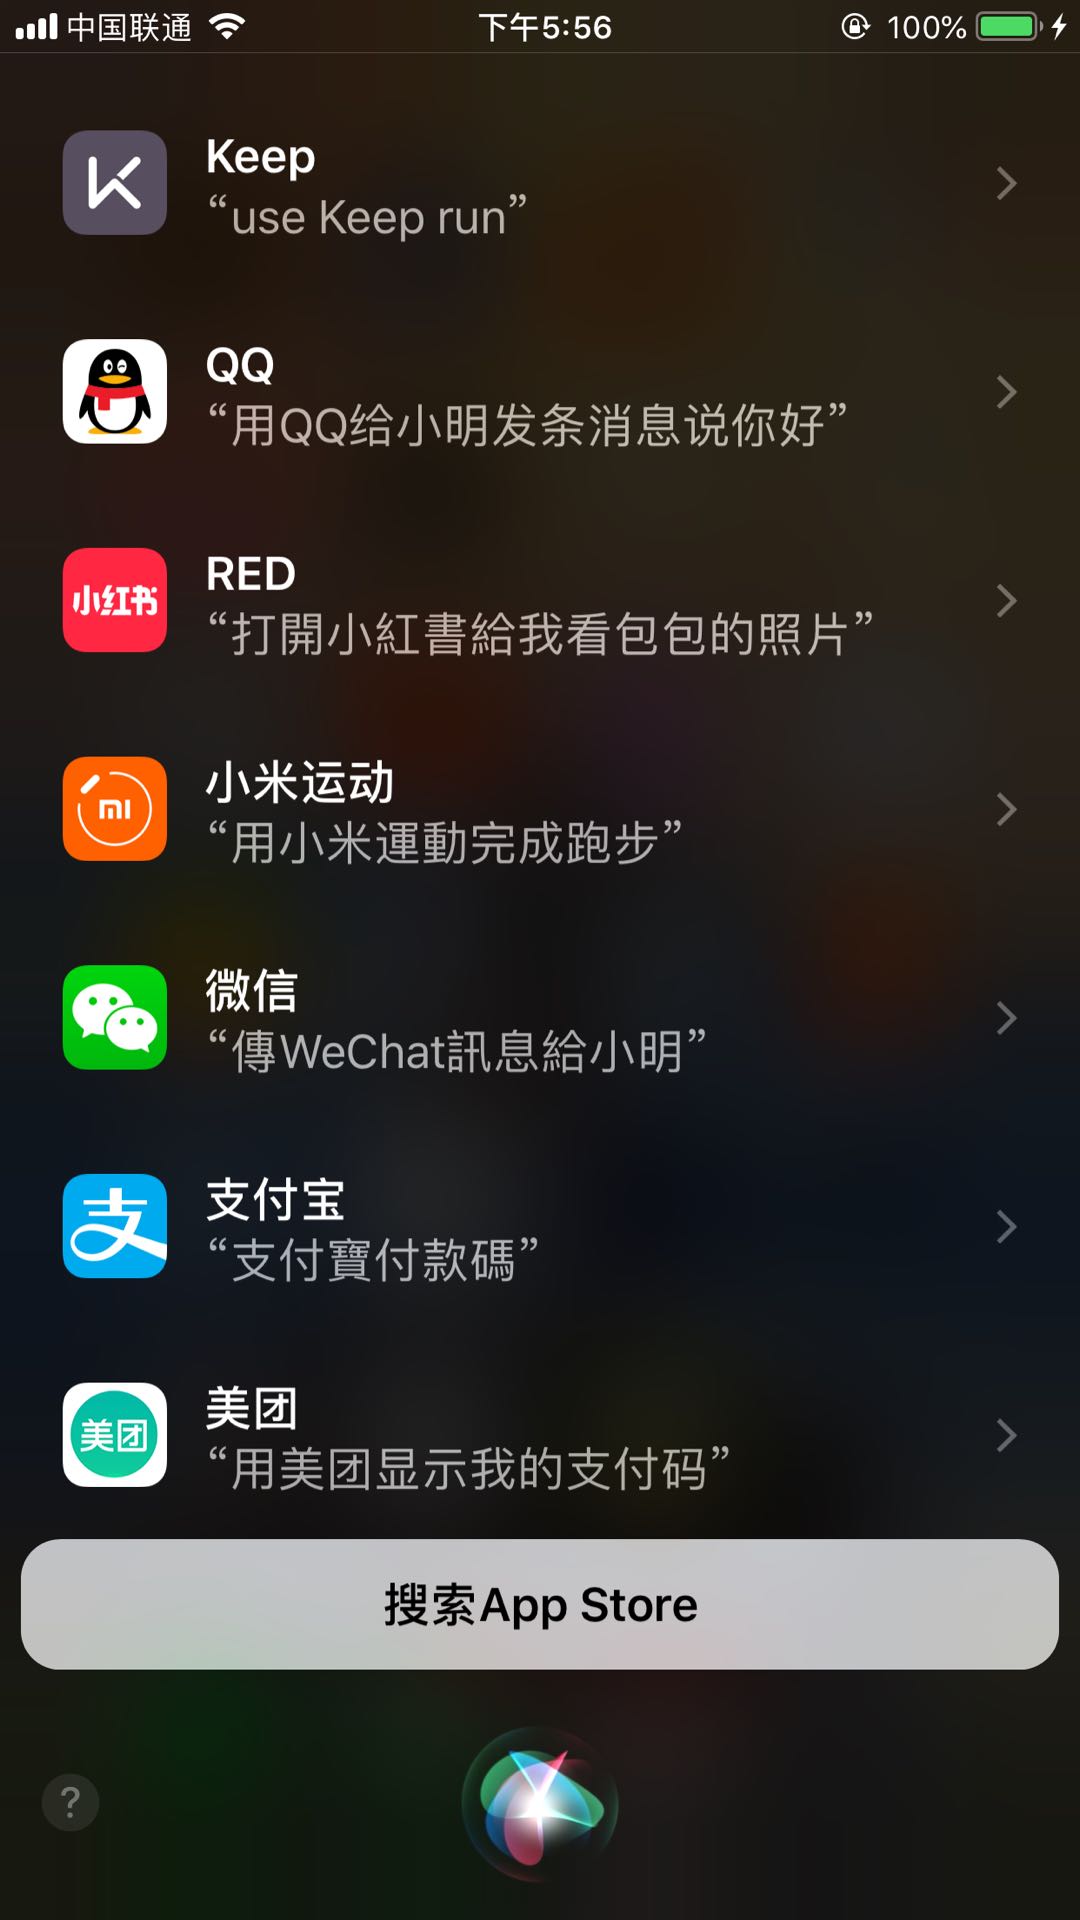 中国联通 下午5:56 100%
Keep
“use Keep run”
QQ
“用QQ给小明发条消息说你好”
小红书
RED
“打開小紅書給我看包包的照片”
mi
小米运动
“用小米運動完成跑步”
微信
“傳WeChat訊息給小明”
支
支付宝
“支付寶付款碼”
美团
美团
“用美团显示我的支付码”
搜索App Store
?